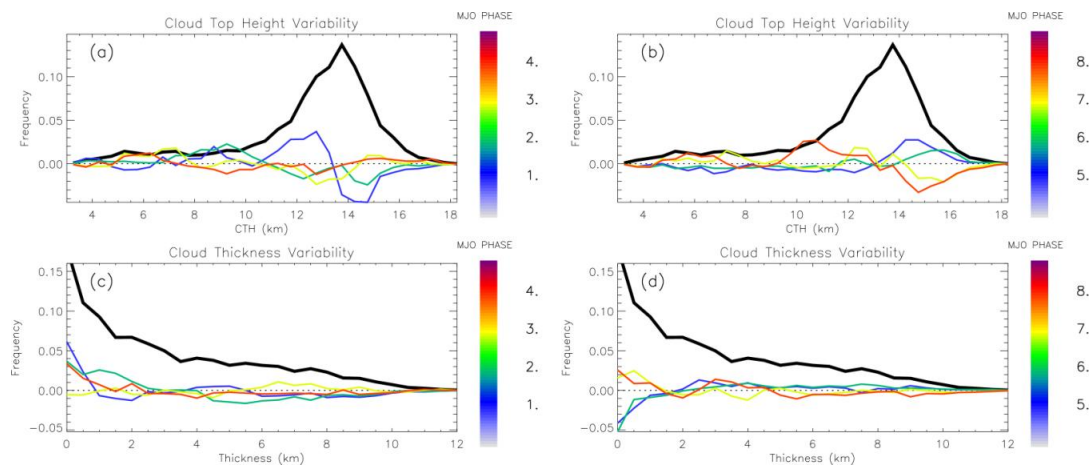 Cloud Top Height Variability
MJO PHASE
(a)
Frequency
0.10
0.05
0.00
4 6 8 10 12 14 16 18
CTH (km)
4.
3.
2.
1.
Cloud Top Height Variability
MJO PHASE
(b)
Frequency
0.10
0.05
0.00
4 6 8 10 12 14 16 18
CTH (km)
8.
7.
6.
5.
Cloud Thickness Variability
MJO PHASE
(c)
Frequency
0.15
0.10
0.05
0.00
−0.05
0 2 4 6 8 10 12
Thickness (km)
4.
3.
2.
1.
Cloud Thickness Variability
MJO PHASE
(d)
Frequency
0.15
0.10
0.05
0.00
−0.05
0 2 4 6 8 10 12
Thickness (km)
8.
7.
6.
5.